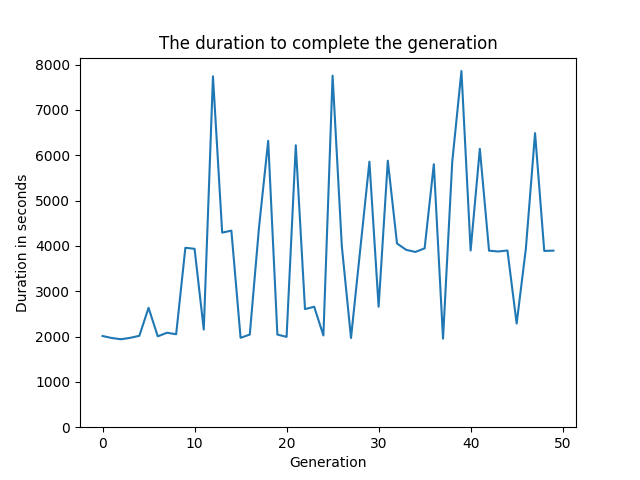 The duration to complete the generation
8000
7000
6000
5000
4000
3000
2000
1000
0
Duration in seconds
0 10 20 30 40 50
Generation